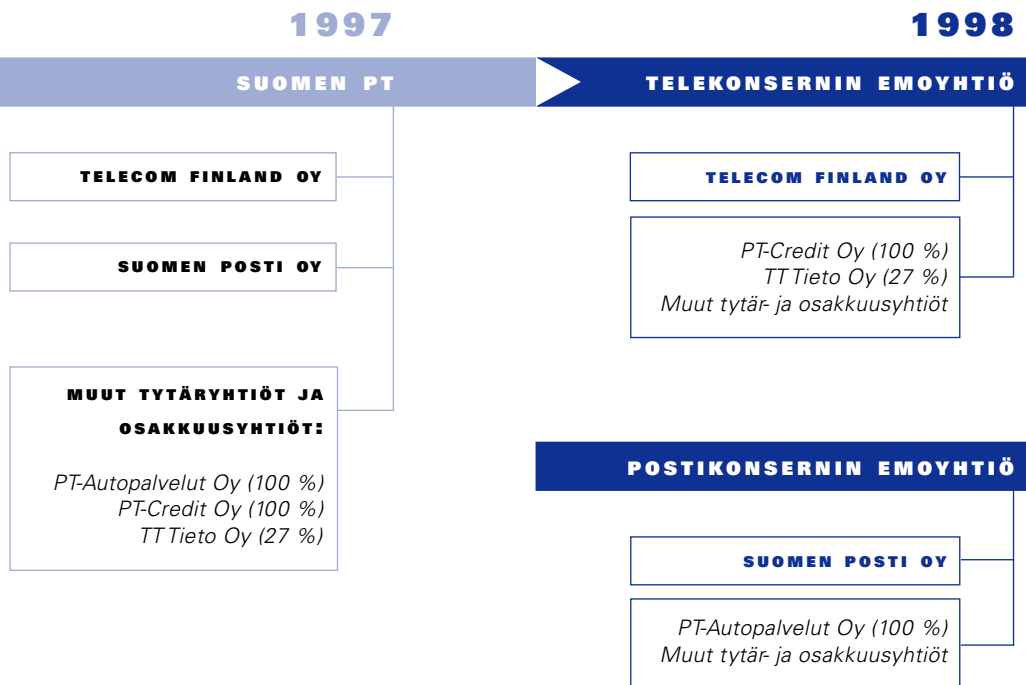 1997
SUOMEN PT
TELECOM FINLAND OY
SUOMEN POSTI OY
MUUT TYTÄRYHTIÖT JA
OSAKKUUSYHTIÖT:
PT-Autopalvelut Oy (100 %)
PT-Credit Oy (100 %)
TT Tieto Oy (27 %)
1998
TELEKONSERNIN EMOYHTIÖ
TELECOM FINLAND OY
PT-Credit Oy (100 %)
TT Tieto Oy (27 %)
Muut tytär- ja osakkuusyhtiöt
POSTIKONSERNIN EMOYHTIÖ
SUOMEN POSTI OY
PT-Autopalvelut Oy (100 %)
Muut tytär- ja osakkuusyhtiöt